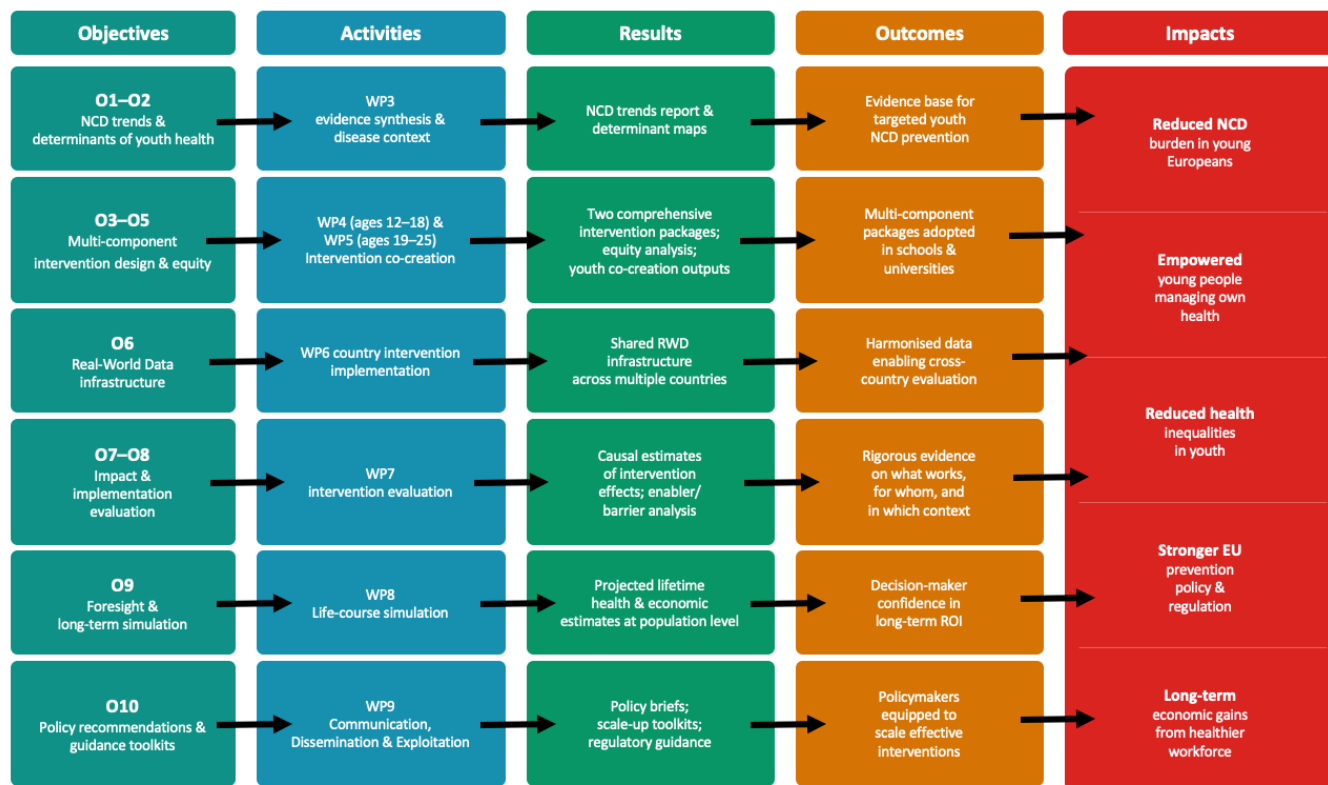 Objectives
Activities
Results
Outcomes
Impacts
O1–O2
NCD trends &
determinants of youth health
WP3
evidence synthesis &
disease context
NCD trends report &
determinant maps
Evidence base for
targeted youth
NCD prevention
Reduced NCD
burden in young
Europeans
O3–O5
Multi-component
intervention design & equity
WP4 (ages 12–18) &
WP5 (ages 19–25)
Intervention co-creation
Two comprehensive
intervention packages;
equity analysis;
youth co-creation outputs
Multi-component
packages adopted
in schools &
universities
Empowered
young people
managing own
health
O6
Real-World Data
infrastructure
WP6 country intervention
implementation
Shared RWD
infrastructure
across multiple countries
Harmonised data
enabling cross-
country evaluation
Reduced health
inequalities
in youth
O7–O8
Impact &
implementation
evaluation
WP7
intervention evaluation
Causal estimates
of intervention
effects; enabler/
barrier analysis
Rigorous evidence
on what works,
for whom, and
in which context
Stronger EU
prevention
policy &
regulation
O9
Foresight &
long-term simulation
WP8
Life-course simulation
Projected lifetime
health & economic
estimates at population level
Decision-maker
confidence in
long-term ROI
O10
Policy recommendations &
guidance toolkits
WP9
Communication,
Dissemination & Exploitation
Policy briefs;
scale-up toolkits;
regulatory guidance
Policymakers
equipped to
scale effective
interventions
Long-term
economic gains
from healthier
workforce